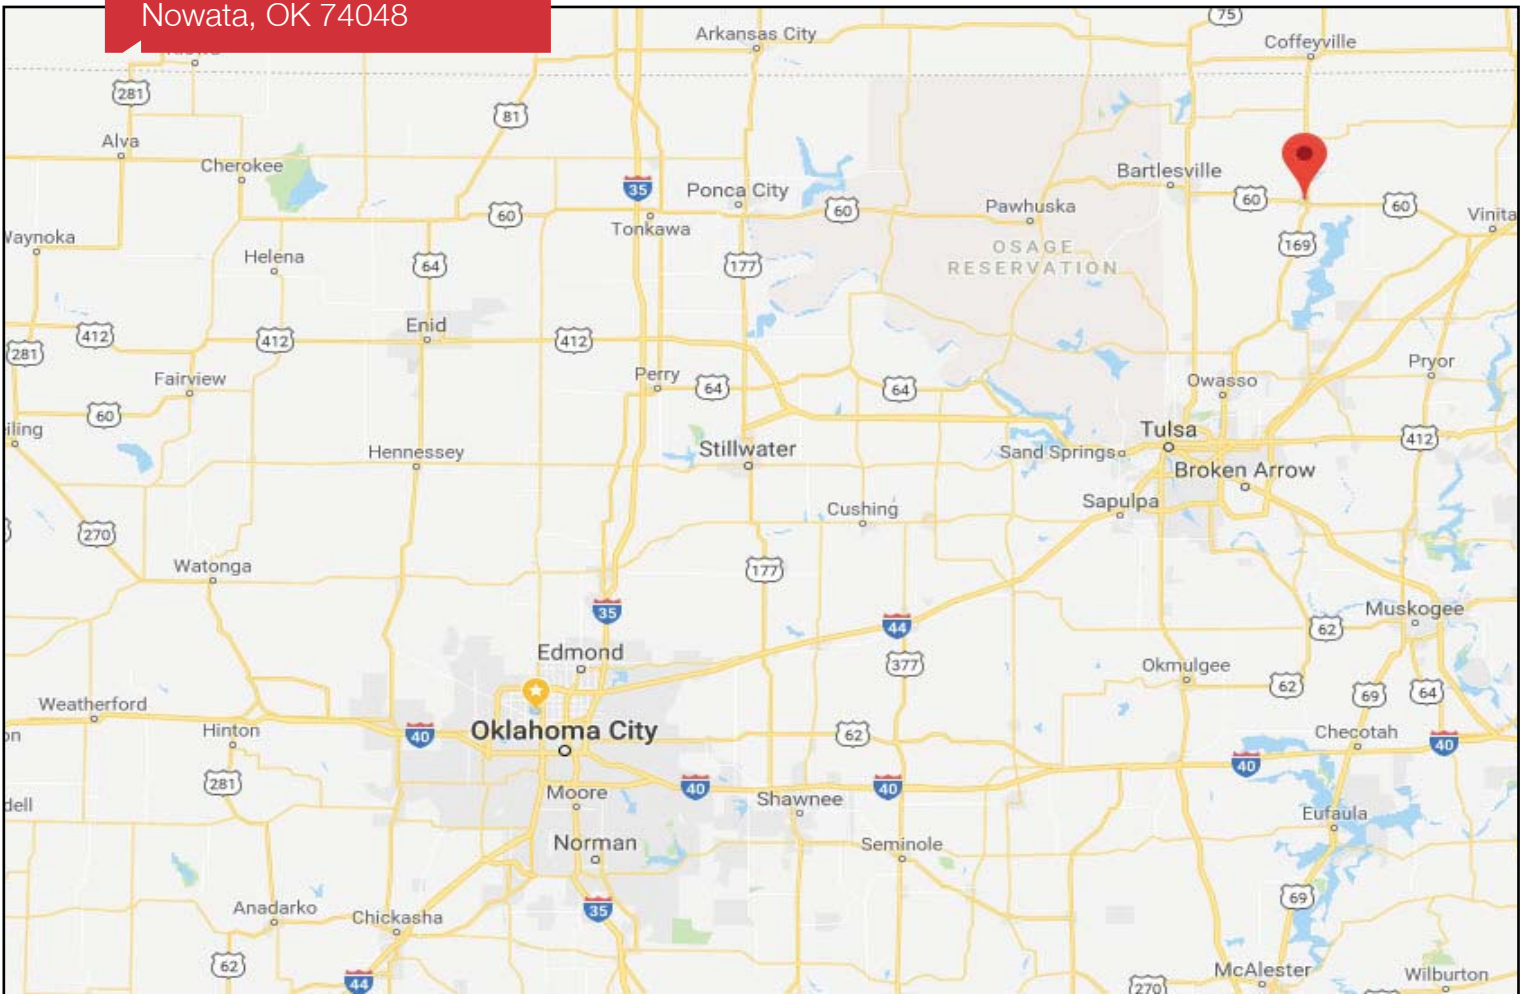 Nowata, OK 74048
75
Arkansas City
Coffeyville
281
81
Alva
Cherokee
35
Ponca City
Bartlesville
60
60
60
60
Pawhuska
Vinita
Tonkawa
Waynoka
169
OSAGE
RESERVATION
Helena
64
177
Enid
412
412
412
281
Fairview
Perry
64
64
Owasso
Pryor
60
iling
Tulsa
412
Hennessey
Stillwater
Sand Springs
Broken Arrow
Sapulpa
Cushing
270
Watonga
177
35
44
62
Muskogee
Edmond
377
Okmulgee
62
69
64
Weatherford
Hinton
on
40
Oklahoma City
62
Checotah
40
40
281
40
40
dell
Moore
Shawnee
Eufaula
Norman
Seminole
69
35
Anadarko
Chickasha
62
44
McAlester
Wilburton
270